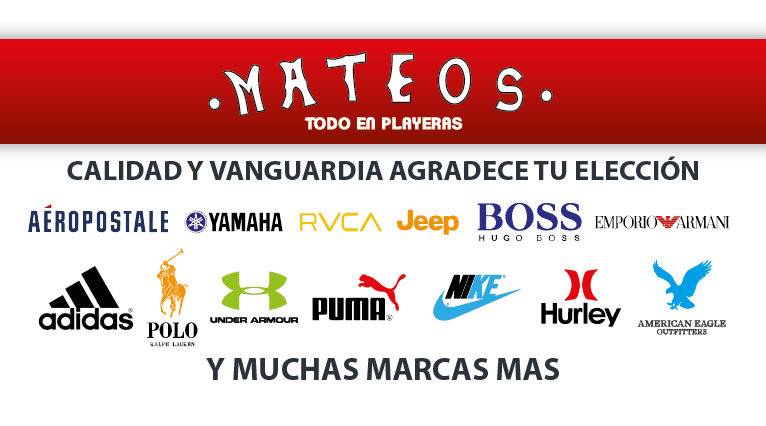 • MATEOS •
TODO EN PLAYERAS
CALIDAD Y VANGUARDIA AGRADECE TU ELECCIÓN
AÉROPOSTALE YAMAHA RVCA Jeep BOSS EMPORIO ARMANI
HUGO BOSS
adidas POLO UNDER ARMOUR PUMA NIKE Hurley AMERICAN EAGLE
RALPH LAUREN OUTFITTERS
Y MUCHAS MARCAS MAS